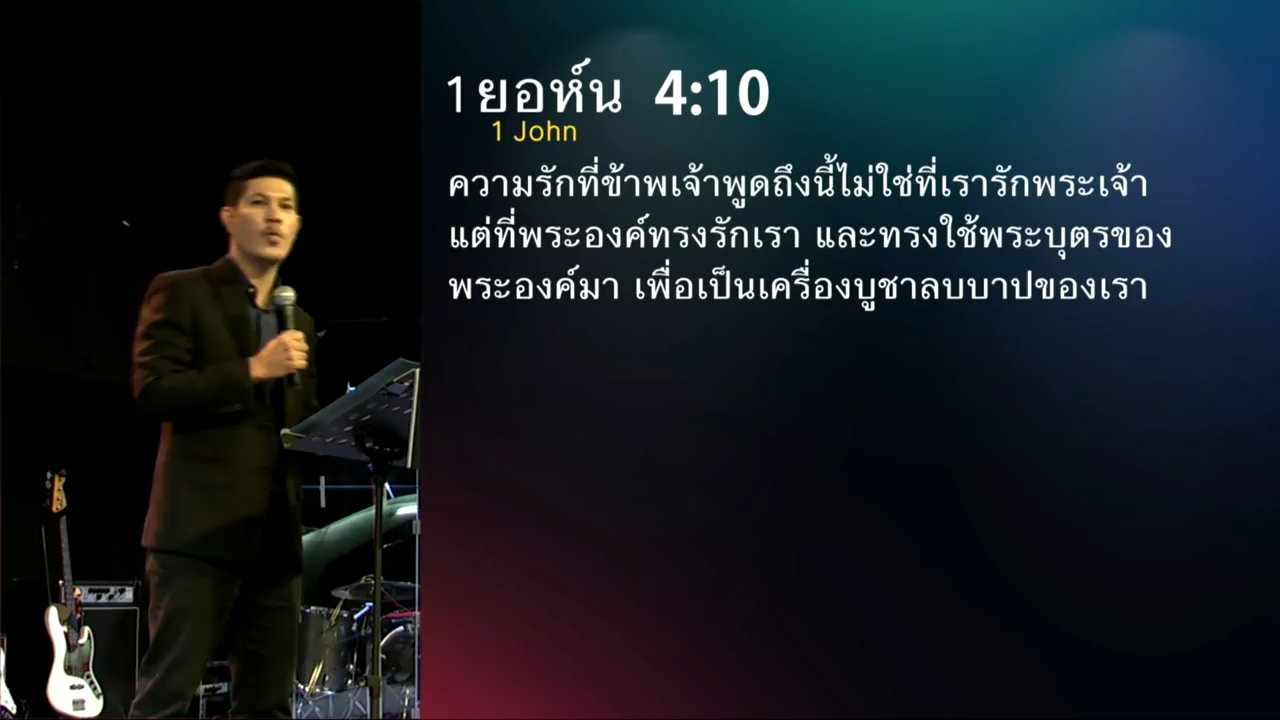 1 ยอห์น 4:10
1 John
ความรักที่ข้าพเจ้าพูดถึงนี้ไม่ใช่ที่เรารักพระเจ้า
แต่ที่พระองค์ทรงรักเรา และทรงใช้พระบุตรของ
พระองค์มา เพื่อเป็นเครื่องบูชาลบบาปของเรา